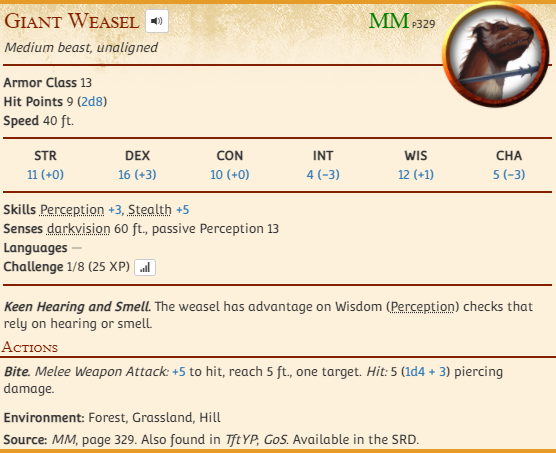 Giant Weasel
MM p329
Medium beast, unaligned
Armor Class 13
Hit Points 9 (2d8)
Speed 40 ft.
STR DEX CON INT WIS CHA
11 (+0) 16 (+3) 10 (+0) 4 (−3) 12 (+1) 5 (−3)
Skills Perception +3, Stealth +5
Senses darkvision 60 ft., passive Perception 13
Languages —
Challenge 1/8 (25 XP)
Keen Hearing and Smell. The weasel has advantage on Wisdom (Perception) checks that
rely on hearing or smell.
Actions
Bite. Melee Weapon Attack: +5 to hit, reach 5 ft., one target. Hit: 5 (1d4 + 3) piercing
damage.
Environment: Forest, Grassland, Hill
Source: MM, page 329. Also found in TftYP, GoS. Available in the SRD.